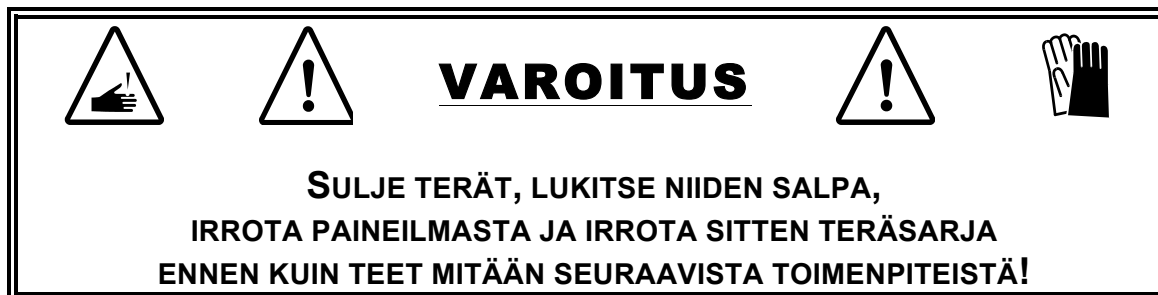 VAROITUS
SULJE TERÄT, LUKITSE NIIDEN SALPA,
IRROTA PAINEILMASTA JA IRROTA SITTEN TERÄSARJA
ENNEN KUIN TEET MITÄÄN SEURAAVISTA TOIMENPITEISTÄ!